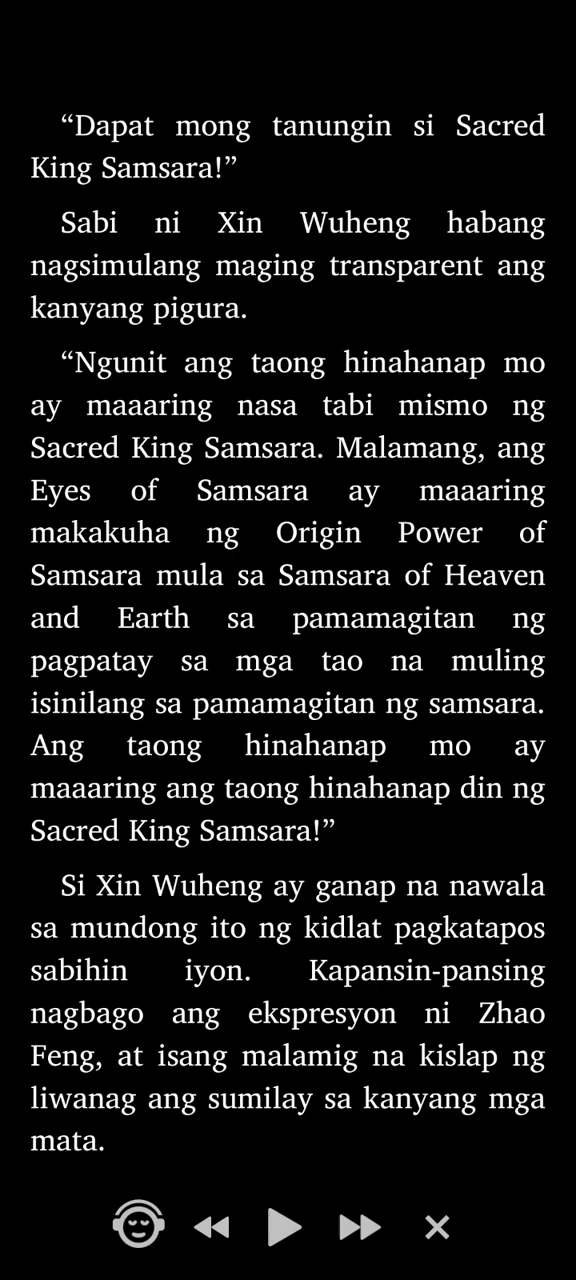 “Dapat mong tanungin si Sacred
King Samsara!”
Sabi ni Xin Wuheng habang
nagsimulang maging transparent ang
kanyang pigura.
“Ngunit ang taong hinahanap mo
ay maaaring nasa tabi mismo ng
Sacred King Samsara. Malamang, ang
Eyes of Samsara ay maaaring
makakuha ng Origin Power of
Samsara mula sa Samsara of Heaven
and Earth sa pamamagitan ng
pagpatay sa mga tao na muling
isinilang sa pamamagitan ng samsara.
Ang taong hinahanap mo ay
maaaring ang taong hinahanap din ng
Sacred King Samsara!”
Si Xin Wuheng ay ganap na nawala
sa mundong ito ng kidlat pagkatapos
sabihin iyon. Kapansin-pansing
nagbago ang ekspresyon ni Zhao
Feng, at isang malamig na kislap ng
liwanag ang sumilay sa kanyang mga
mata.